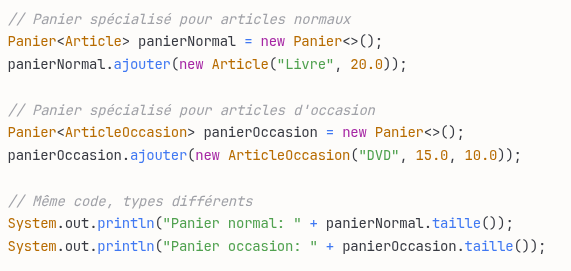 // Panier spécialisé pour articles normaux
Panier<Article> panierNormal = new Panier<>();
panierNormal.ajouter(new Article("Livre", 20.0));

// Panier spécialisé pour articles d'occasion
Panier<ArticleOccasion> panierOccasion = new Panier<>();
panierOccasion.ajouter(new ArticleOccasion("DVD", 15.0, 10.0));

// Même code, types différents
System.out.println("Panier normal: " + panierNormal.taille());
System.out.println("Panier occasion: " + panierOccasion.taille());